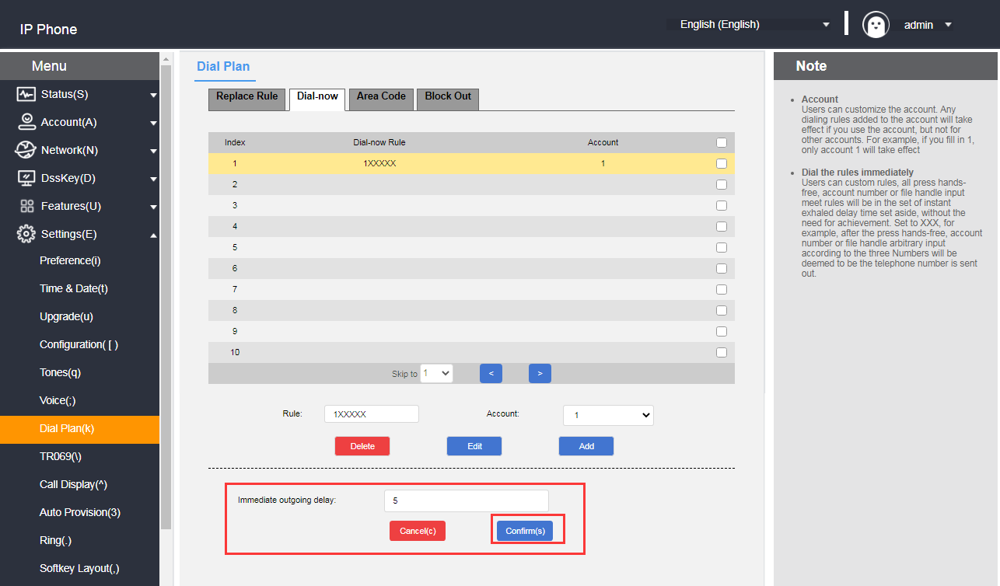 IP Phone
English (English)
admin
Menu
Status(S)
Account(A)
Network(N)
DssKey(D)
Features(U)
Settings(E)
Preference(i)
Time & Date(t)
Upgrade(u)
Configuration( [ )
Tones(q)
Voice(;)
Dial Plan(k)
TR069(\)
Call Display(^)
Auto Provision(3)
Ring(.)
Softkey Layout(,)
Dial Plan
Replace Rule Dial-now Area Code Block Out
Index Dial-now Rule Account
1 1XXXXX 1
2
3
4
5
6
7
8
9
10
Skip to 1 < >
Rule: 1XXXXX Account: 1
Delete Edit Add
Immediate outgoing delay: 5
Cancel(c) Confirm(s)
Note
Account
Users can customize the account. Any
dialing rules added to the account will take
effect if you use the account, but not for
other accounts. For example, if you fill in 1,
only account 1 will take effect
Dial the rules immediately
Users can custom rules, all press hands-
free, account number or file handle input
meet rules will be in the set of instant
exhaled delay time set aside, without the
need for achievement. Set to XXX, for
example, after the press hands-free, account
number or file handle arbitrary input
according to the three Numbers will be
deemed to be the telephone number is sent
out.